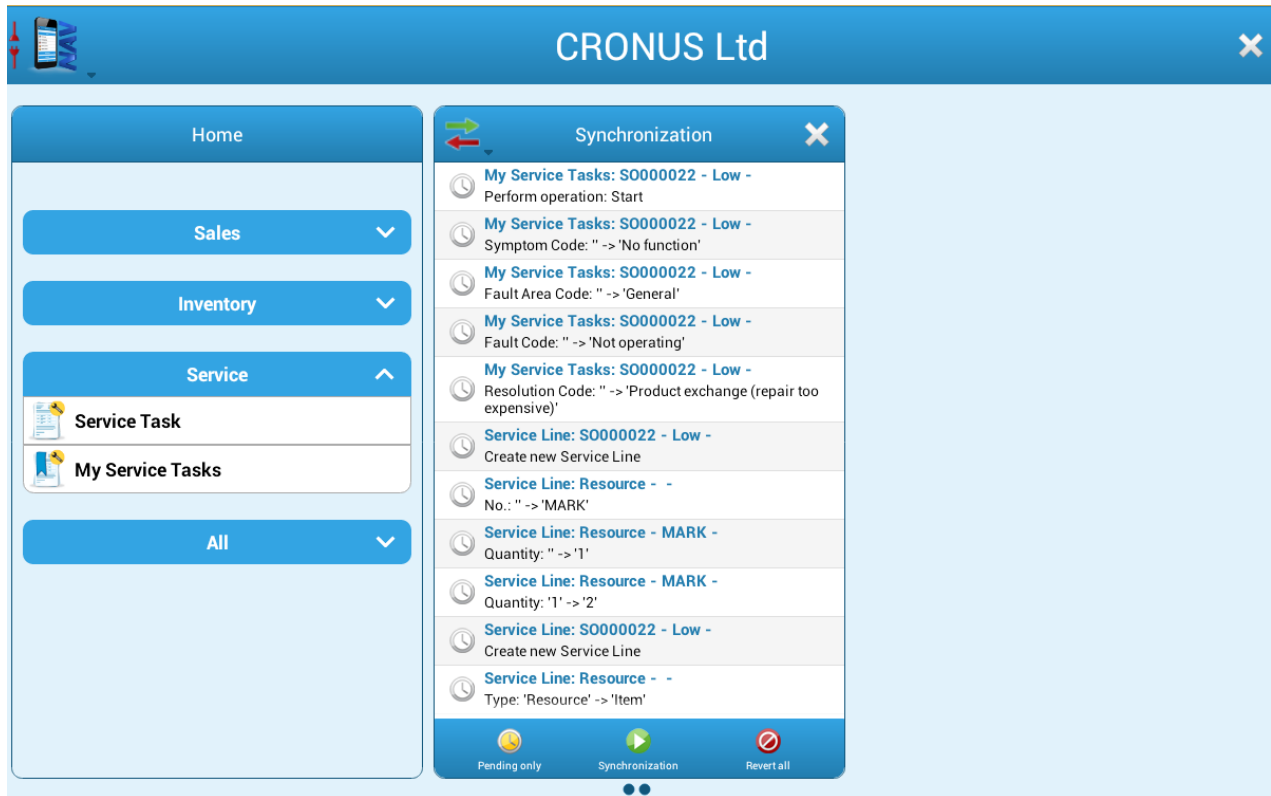 NAV
CRONUS Ltd
Home
Sales
Inventory
Service
Service Task
My Service Tasks
All
Synchronization
My Service Tasks: SO000022 - Low -
Perform operation: Start
My Service Tasks: SO000022 - Low -
Symptom Code: '' -> 'No function'
My Service Tasks: SO000022 - Low -
Fault Area Code: '' -> 'General'
My Service Tasks: SO000022 - Low -
Fault Code: '' -> 'Not operating'
My Service Tasks: SO000022 - Low -
Resolution Code: '' -> 'Product exchange (repair too
expensive)'
Service Line: SO000022 - Low -
Create new Service Line
Service Line: Resource - -
No.: '' -> 'MARK'
Service Line: Resource - MARK -
Quantity: '' -> '1'
Service Line: Resource - MARK -
Quantity: '1' -> '2'
Service Line: SO000022 - Low -
Create new Service Line
Service Line: Resource - -
Type: 'Resource' -> 'Item'
Pending only
Synchronization
Revert all